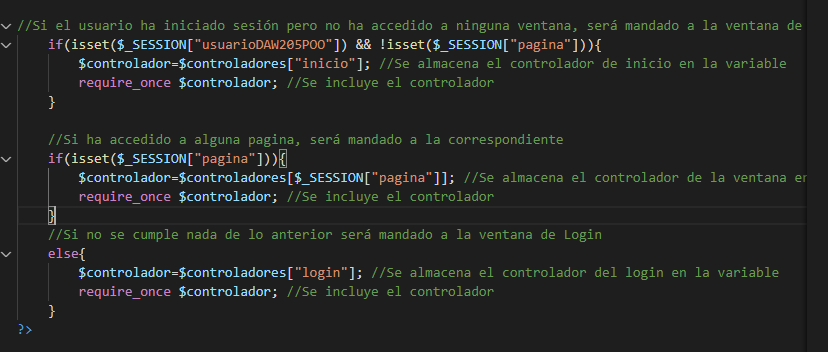 //Si el usuario ha iniciado sesión pero no ha accedido a ninguna ventana, será mandado a la ventana de
if(isset($_SESSION["usuarioDAW205POO"]) && !isset($_SESSION["pagina"])){
$controlador=$controladores["inicio"]; //Se almacena el controlador de inicio en la variable
require_once $controlador; //Se incluye el controlador
}
//Si ha accedido a alguna pagina, será mandado a la correspondiente
if(isset($_SESSION["pagina"])){
$controlador=$controladores[$_SESSION["pagina"]]; //Se almacena el controlador de la ventana en
require_once $controlador; //Se incluye el controlador
}
//Si no se cumple nada de lo anterior será mandado a la ventana de Login
else{
$controlador=$controladores["login"]; //Se almacena el controlador del login en la variable
require_once $controlador; //Se incluye el controlador
}
?>